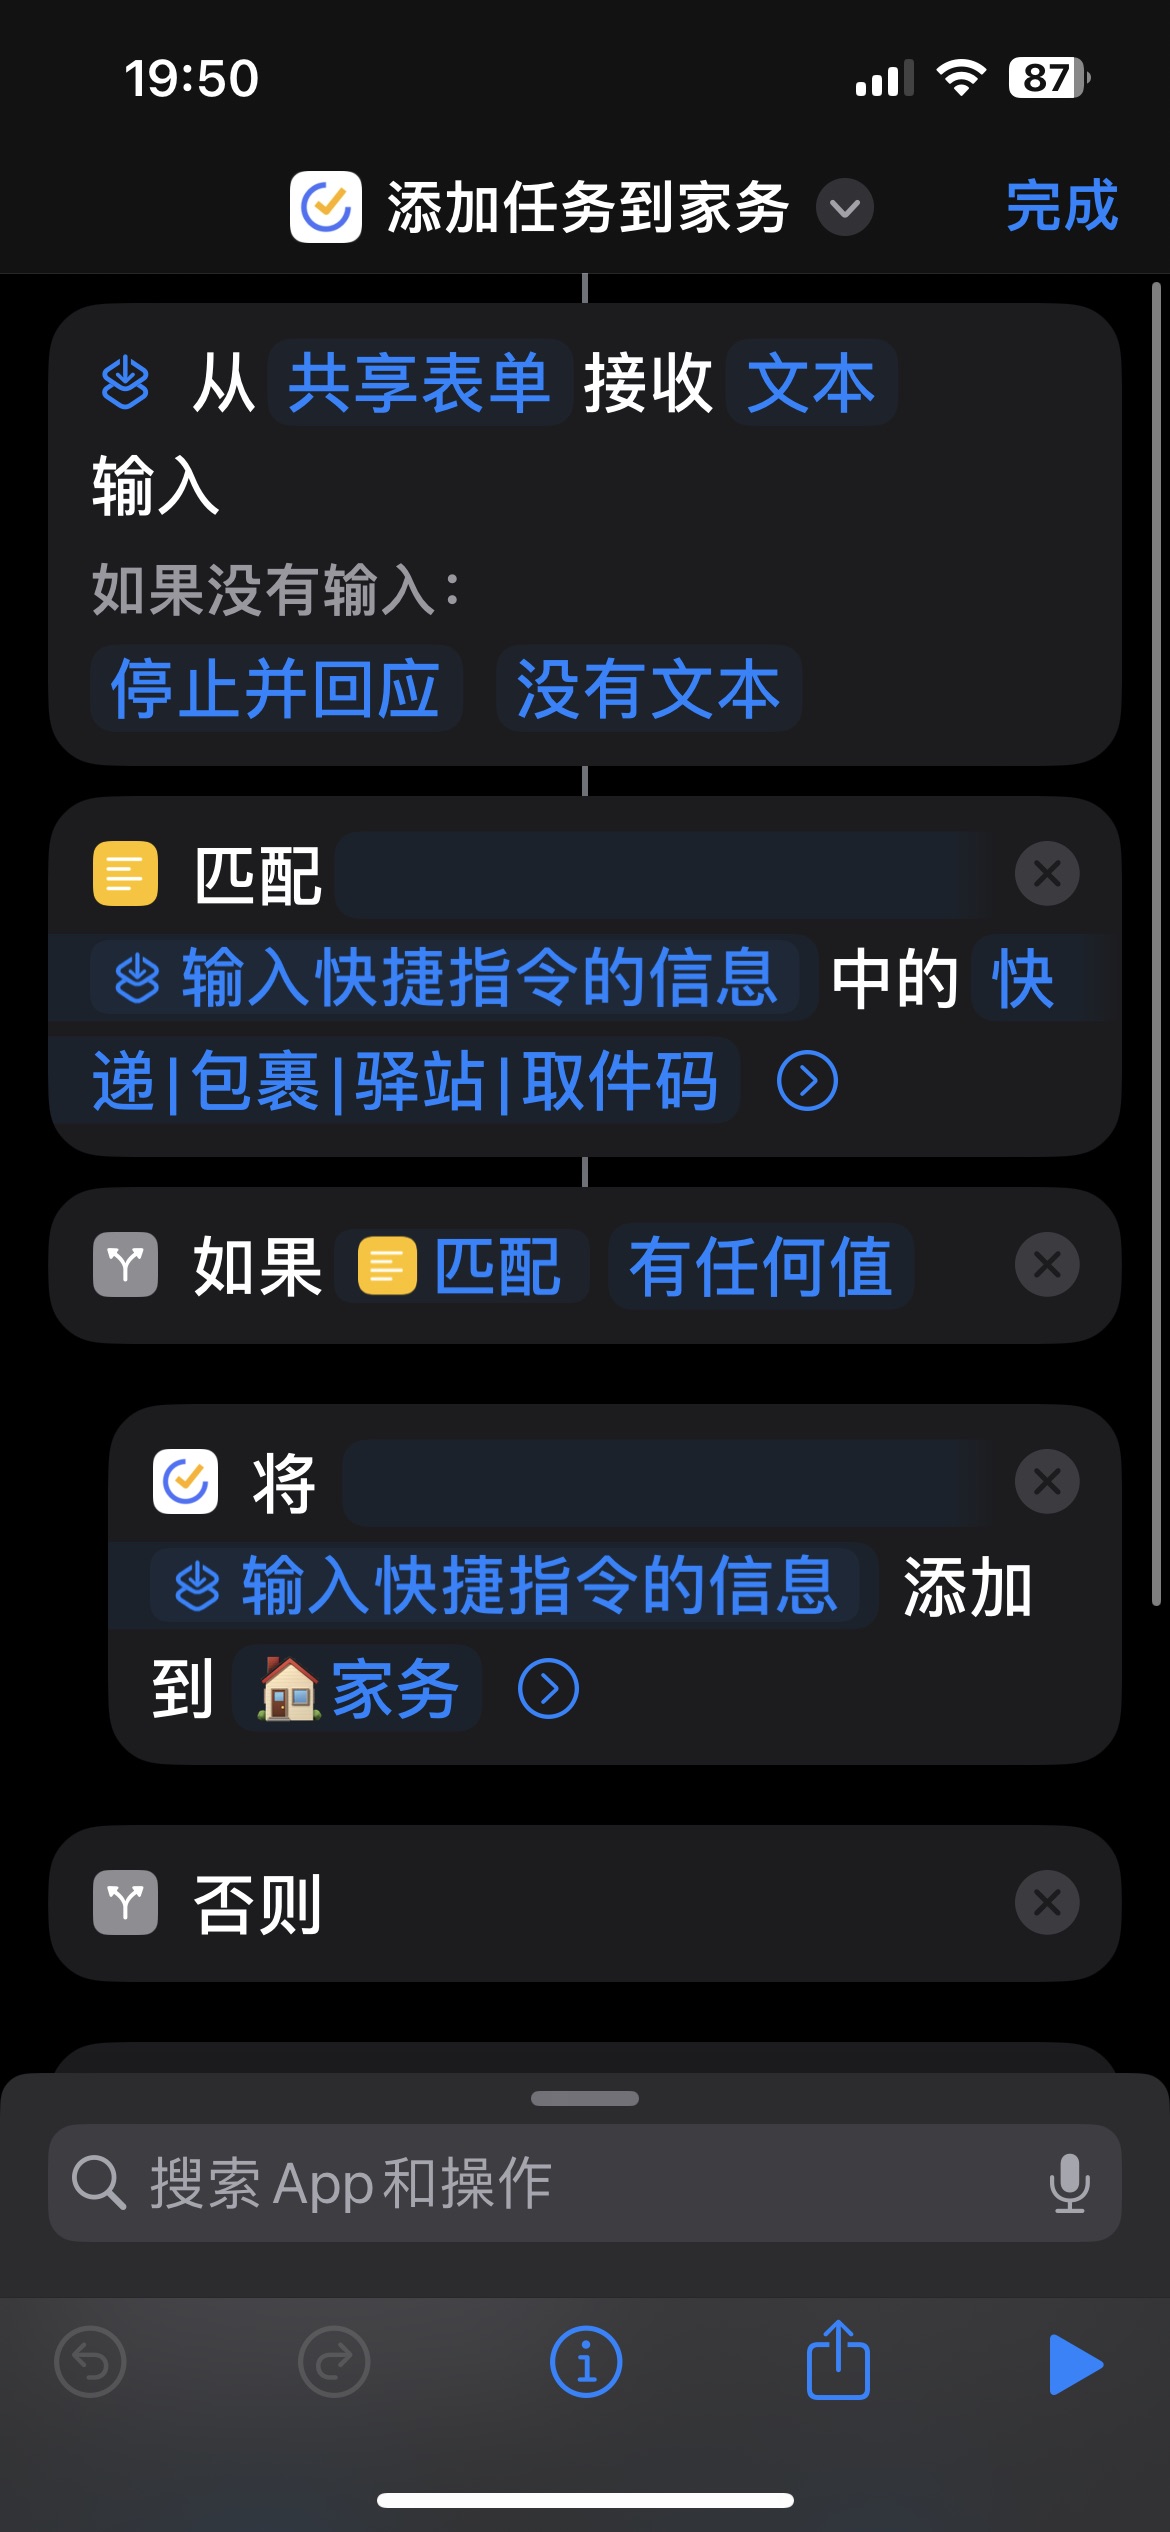 19:50
87
添加任务到家务
完成
从 共享表单 接收 文本
输入
如果没有输入：
停止并回应 没有文本
匹配
输入快捷指令的信息 中的 快
递|包裹|驿站|取件码
如果 匹配 有任何值
将
输入快捷指令的信息 添加
到 🏠家务
否则
搜索 App 和操作